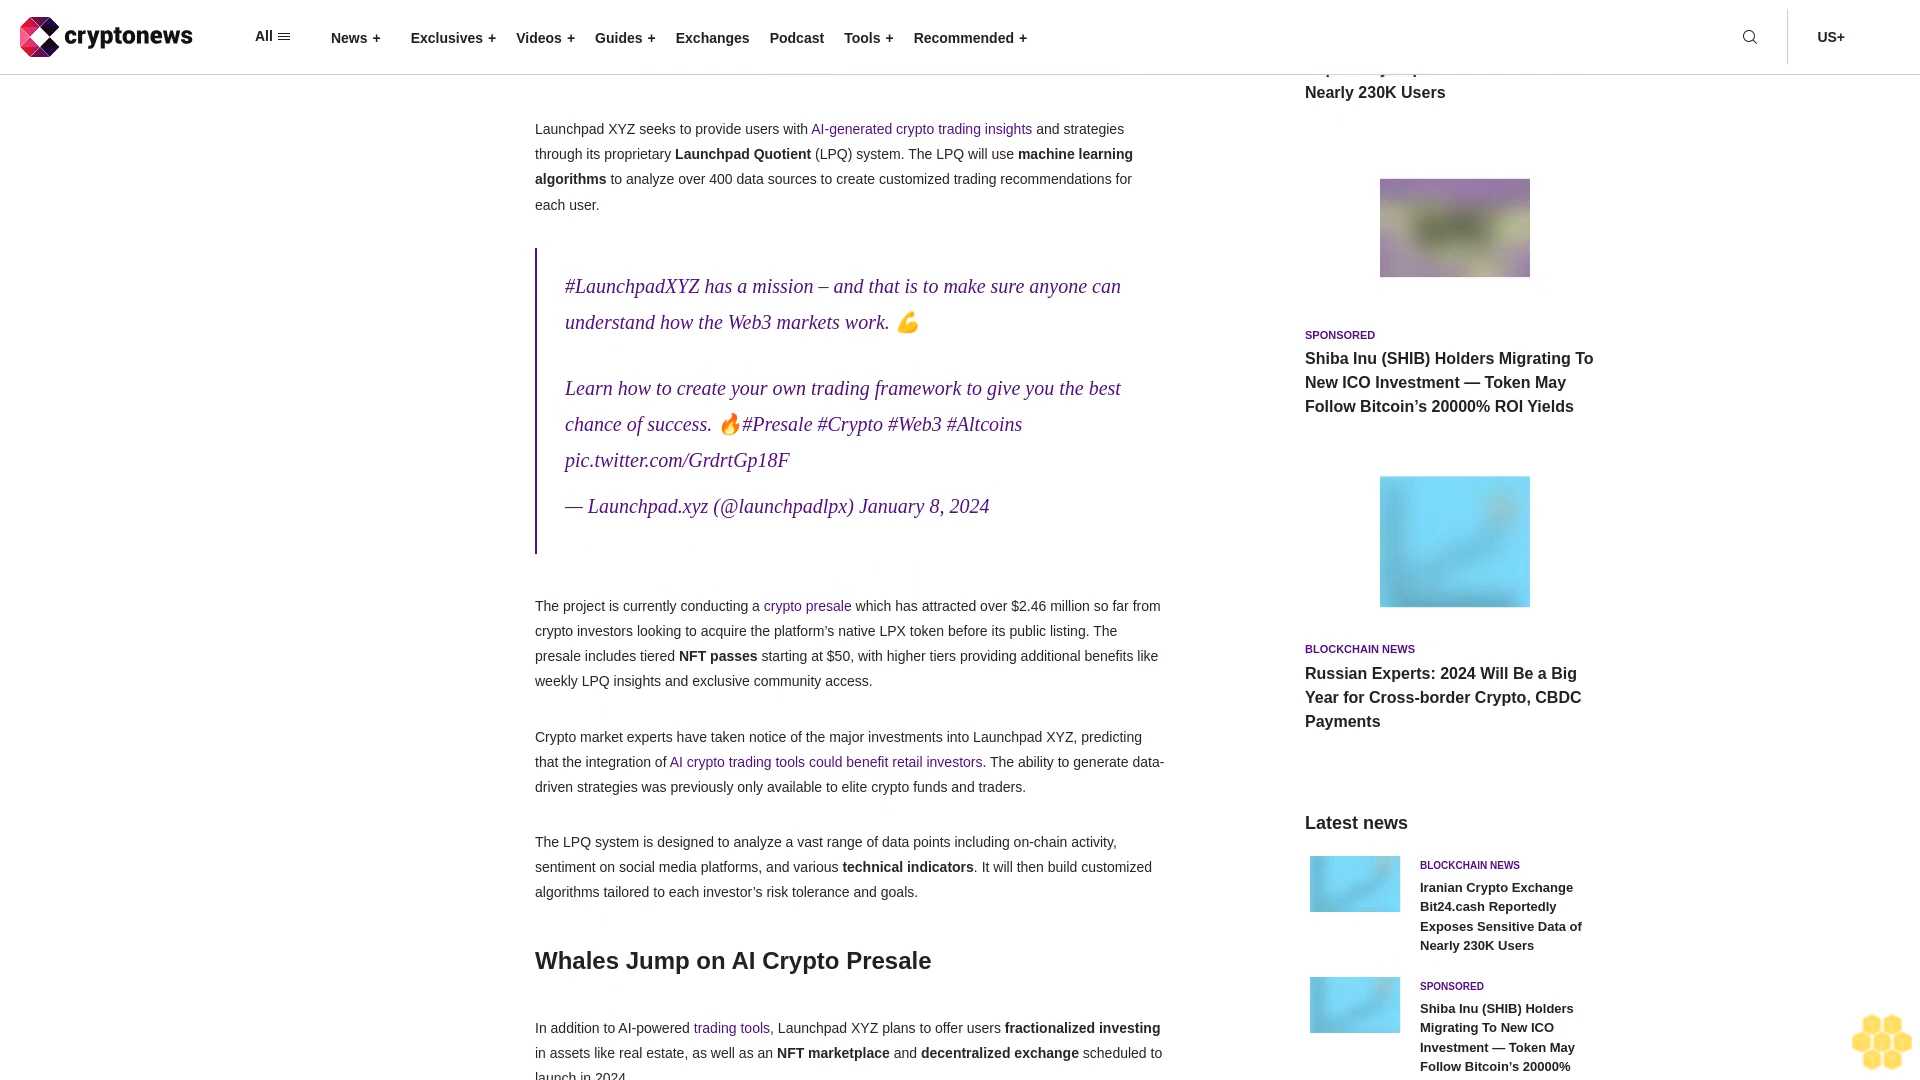 cryptonews
All
News +
Exclusives +
Videos +
Guides +
Exchanges
Podcast
Tools +
Recommended +
US+
Launchpad XYZ seeks to provide users with AI-generated crypto trading insights and strategies
through its proprietary Launchpad Quotient (LPQ) system. The LPQ will use machine learning
algorithms to analyze over 400 data sources to create customized trading recommendations for
each user.
#LaunchpadXYZ has a mission – and that is to make sure anyone can
understand how the Web3 markets work. 💪
Learn how to create your own trading framework to give you the best
chance of success. 🔥#Presale #Crypto #Web3 #Altcoins
pic.twitter.com/GrdrtGp18F
— Launchpad.xyz (@launchpadlpx) January 8, 2024
The project is currently conducting a crypto presale which has attracted over $2.46 million so far from
crypto investors looking to acquire the platform’s native LPX token before its public listing. The
presale includes tiered NFT passes starting at $50, with higher tiers providing additional benefits like
weekly LPQ insights and exclusive community access.
Crypto market experts have taken notice of the major investments into Launchpad XYZ, predicting
that the integration of AI crypto trading tools could benefit retail investors. The ability to generate data-
driven strategies was previously only available to elite crypto funds and traders.
The LPQ system is designed to analyze a vast range of data points including on-chain activity,
sentiment on social media platforms, and various technical indicators. It will then build customized
algorithms tailored to each investor’s risk tolerance and goals.
Whales Jump on AI Crypto Presale
In addition to AI-powered trading tools, Launchpad XYZ plans to offer users fractionalized investing
in assets like real estate, as well as an NFT marketplace and decentralized exchange scheduled to
launch in 2024.
Nearly 230K Users
SPONSORED
Shiba Inu (SHIB) Holders Migrating To
New ICO Investment — Token May
Follow Bitcoin’s 20000% ROI Yields
BLOCKCHAIN NEWS
Russian Experts: 2024 Will Be a Big
Year for Cross-border Crypto, CBDC
Payments
Latest news
BLOCKCHAIN NEWS
Iranian Crypto Exchange
Bit24.cash Reportedly
Exposes Sensitive Data of
Nearly 230K Users
SPONSORED
Shiba Inu (SHIB) Holders
Migrating To New ICO
Investment — Token May
Follow Bitcoin’s 20000%